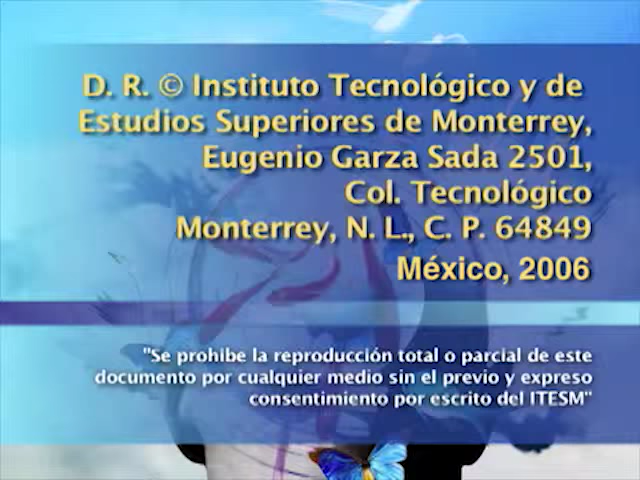 D. R. © Instituto Tecnológico y de
Estudios Superiores de Monterrey,
Eugenio Garza Sada 2501,
Col. Tecnológico
Monterrey, N. L., C. P. 64849
México, 2006
"Se prohibe la reproducción total o parcial de este
documento por cualquier medio sin el previo y expreso
consentimiento por escrito del ITESM"